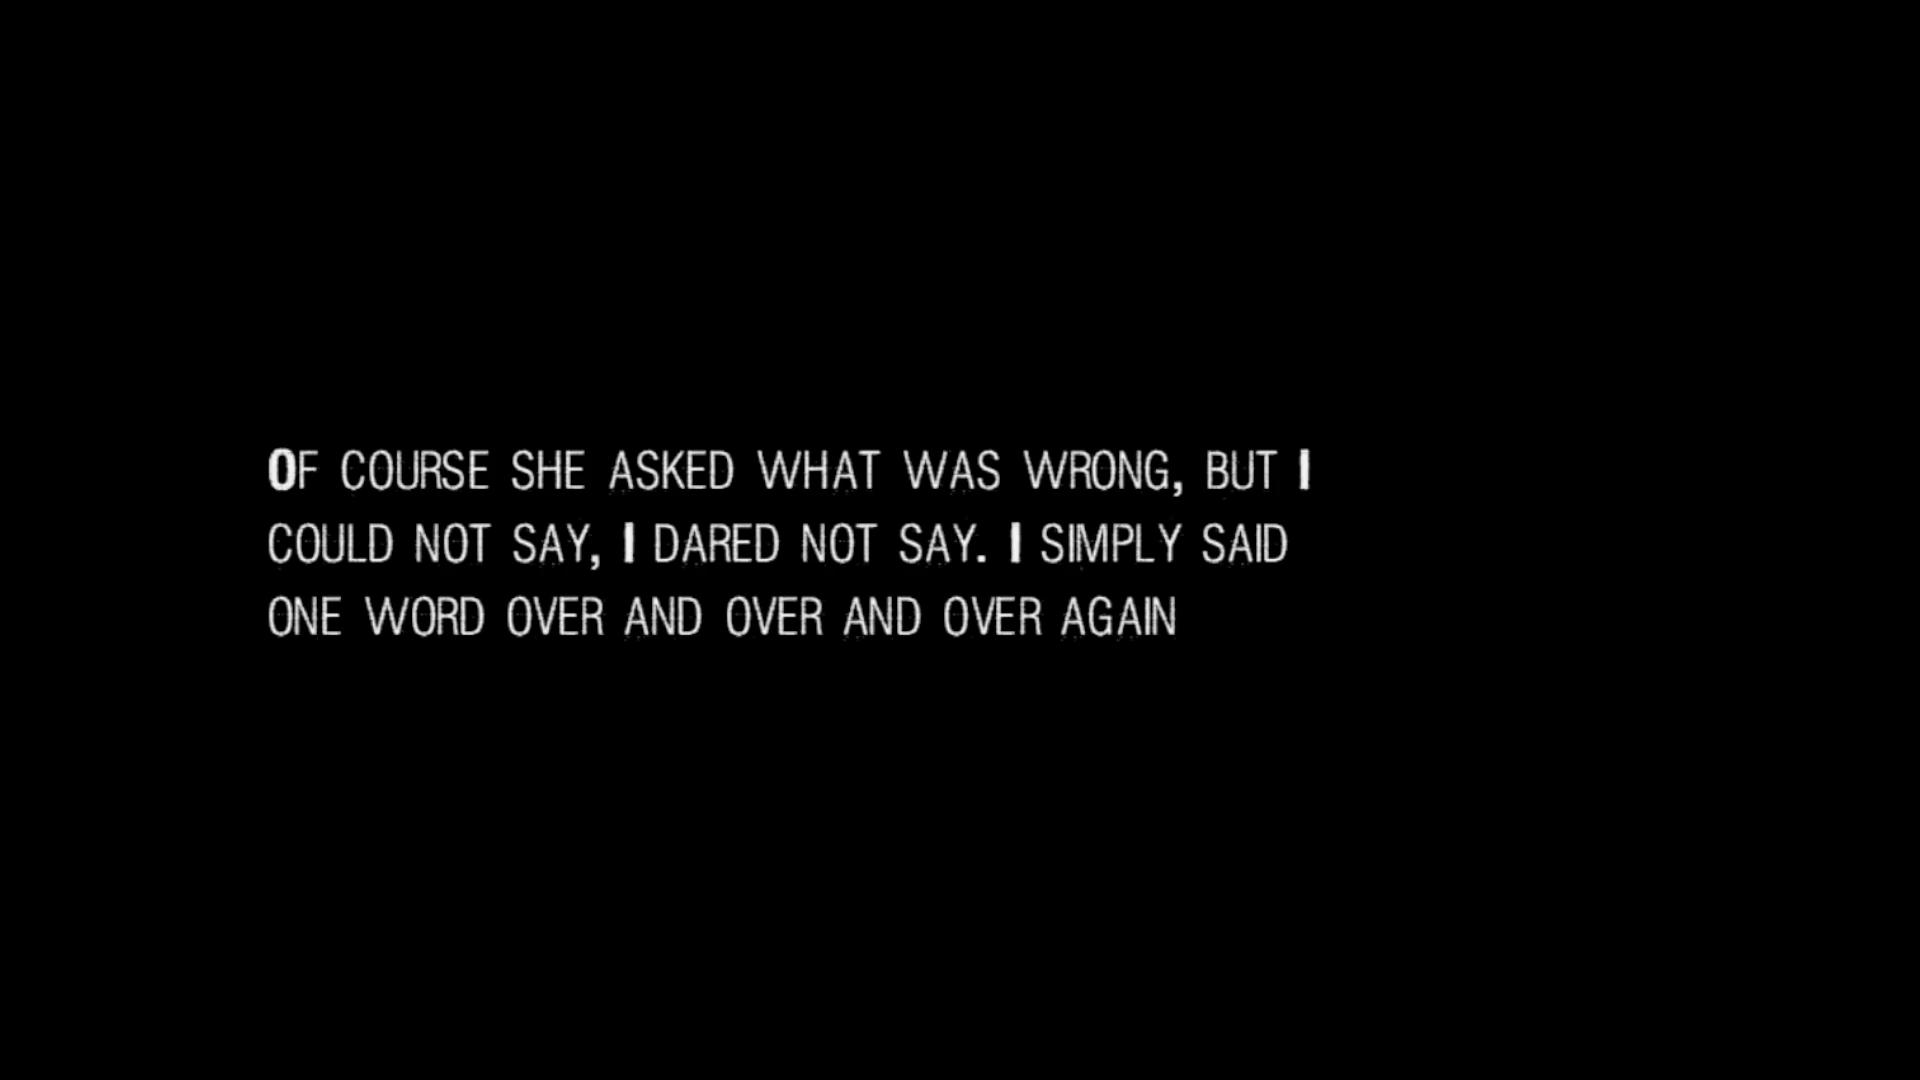 OF COURSE SHE ASKED WHAT WAS WRONG, BUT I
COULD NOT SAY, I DARED NOT SAY. I SIMPLY SAID
ONE WORD OVER AND OVER AND OVER AGAIN